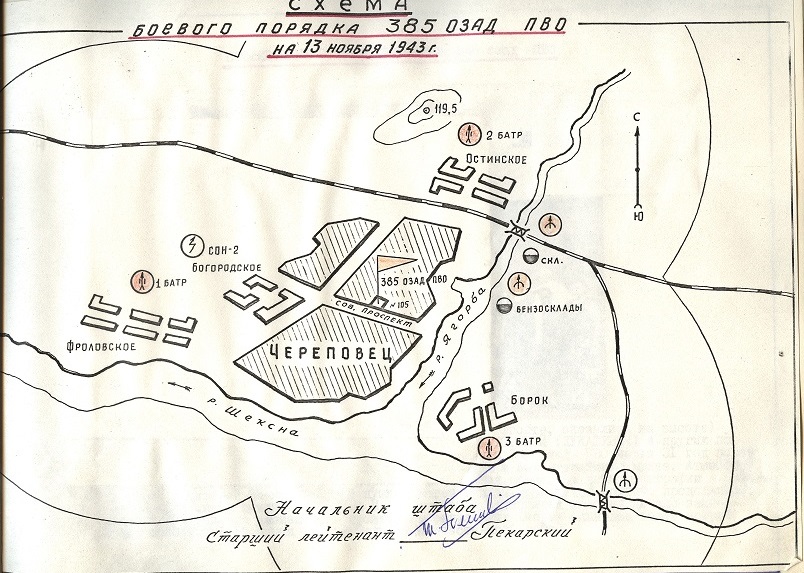 СХЕМА
БОЕВОГО ПОРЯДКА 385 ОЗАД ПВО
НА 13 НОЯБРЯ 1943 г.
119,5
2 БАТР
ОСТИНСКОЕ
С
Ю
СОН-2
БОГОРОДСКОЕ
1 БАТР
ФРОЛОВСКОЕ
385 ОЗАД ПВО
N 105
СОВ. ПРОСПЕКТ
ЧЕРЕПОВЕЦ
СКЛ.
БЕНЗОСКЛАДЫ
р. ЯГОРБА
р. Шексна
БОРОК
3 БАТР
Начальник штаба
Старший лейтенант Пекарский